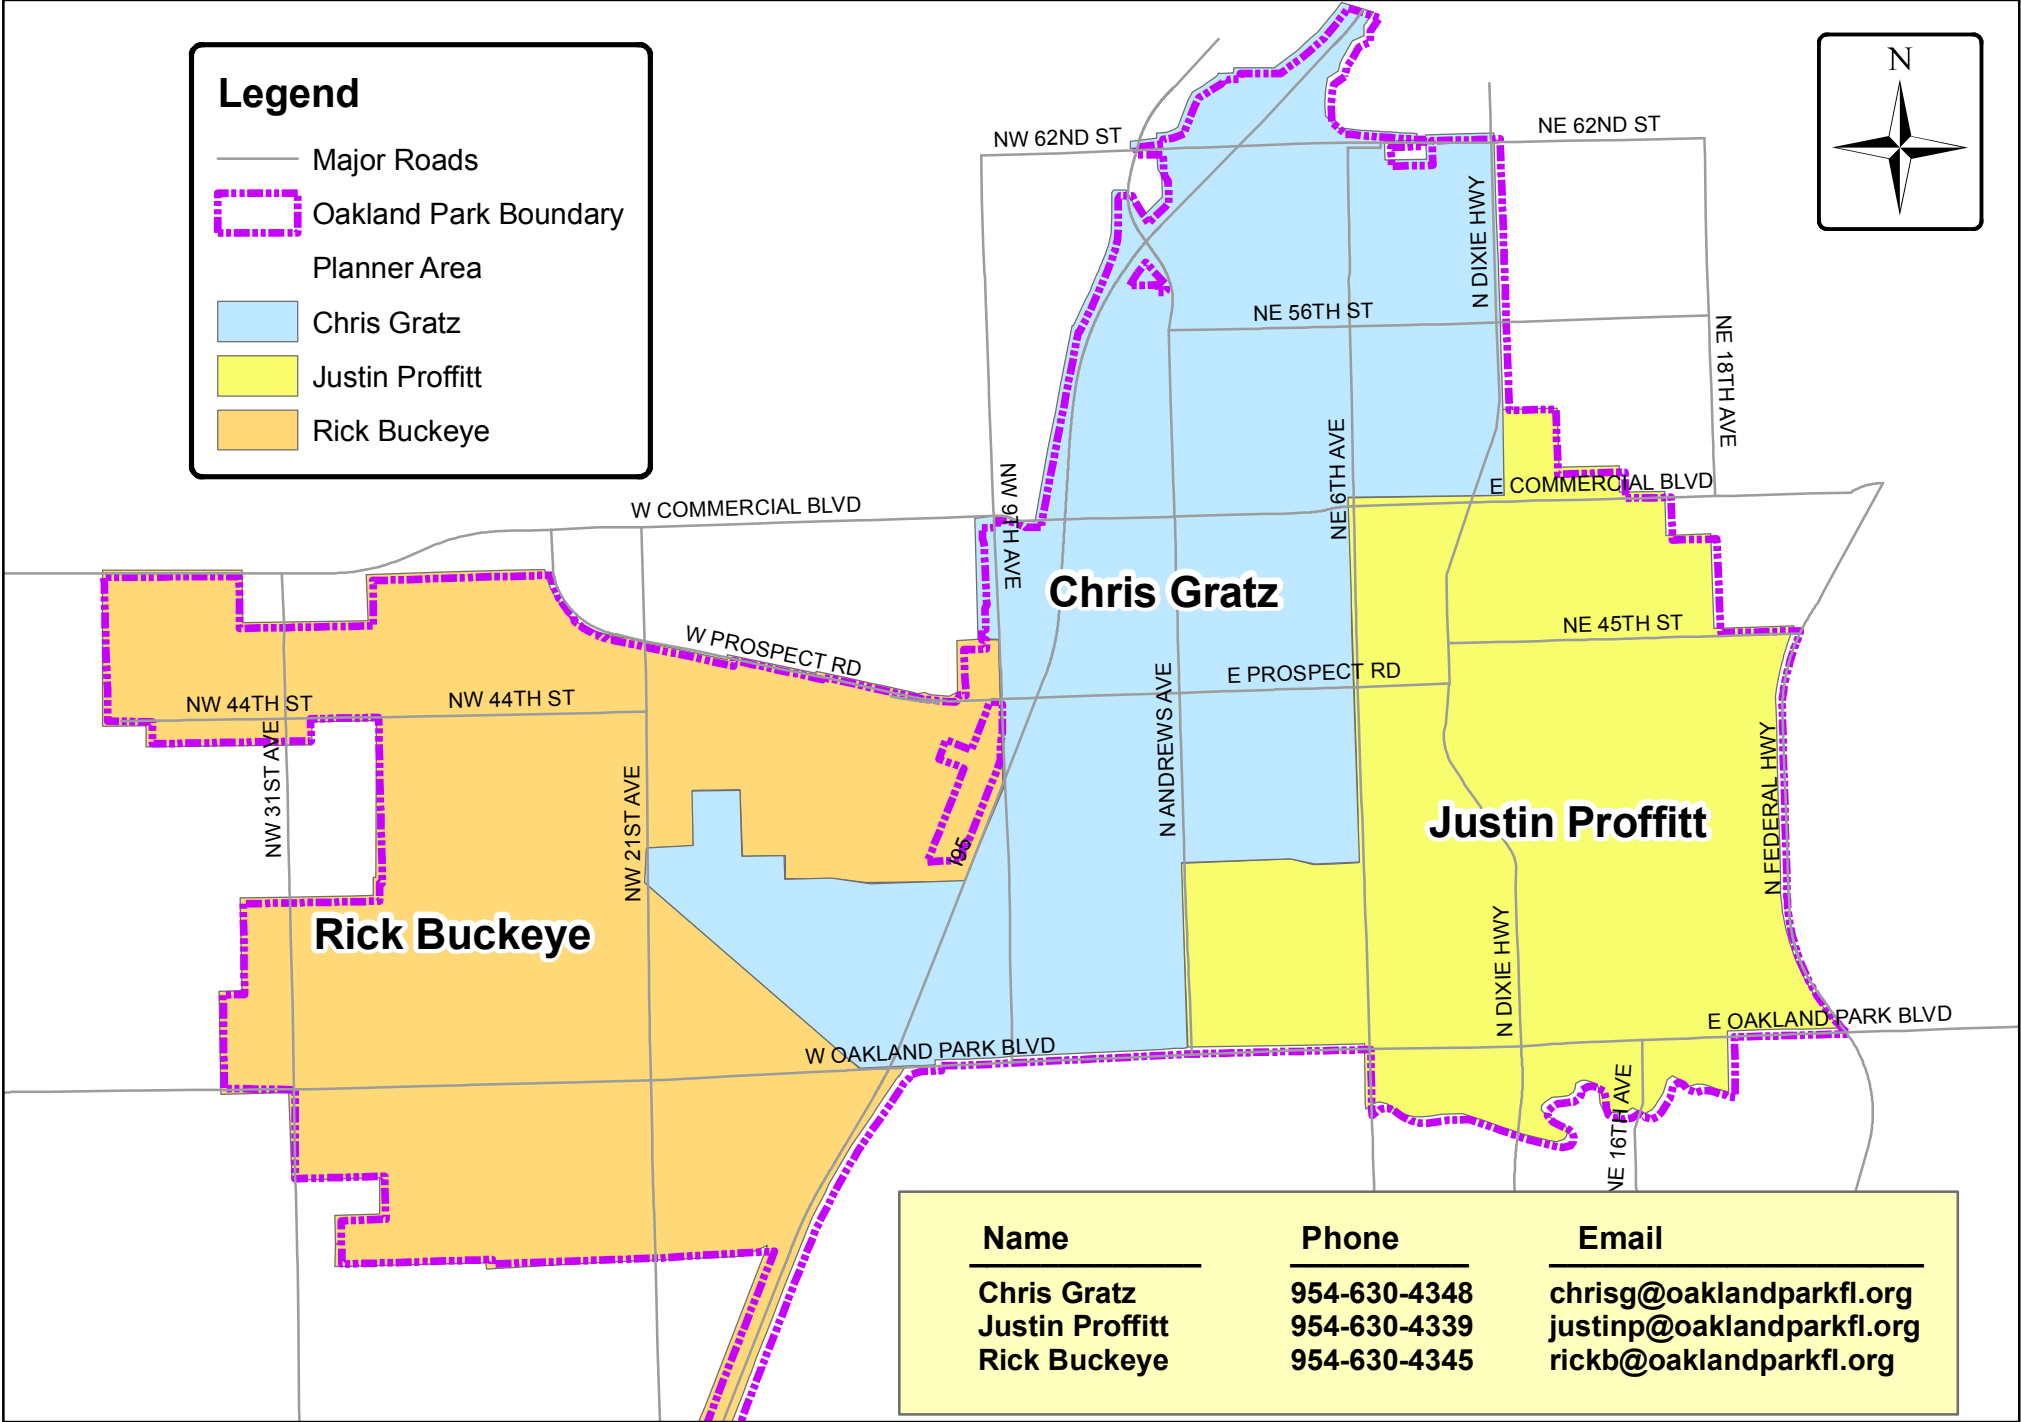 Legend
Major Roads
Oakland Park Boundary
Planner Area
Chris Gratz
Justin Proffitt
Rick Buckeye
N
NW 62ND ST
NE 62ND ST
N DIXIE HWY
NE 56TH ST
NE 18TH AVE
NE 6TH AVE
W COMMERCIAL BLVD
E COMMERCIAL BLVD
NW 9TH AVE
Chris Gratz
W PROSPECT RD
NE 45TH ST
E PROSPECT RD
NW 44TH ST
NW 44TH ST
N ANDREWS AVE
NW 31ST AVE
NW 21ST AVE
N FEDERAL HWY
Justin Proffitt
I95
Rick Buckeye
N DIXIE HWY
E OAKLAND PARK BLVD
W OAKLAND PARK BLVD
NE 16TH AVE
Name Phone Email
Chris Gratz 954-630-4348 chrisg@oaklandparkfl.org
Justin Proffitt 954-630-4339 justinp@oaklandparkfl.org
Rick Buckeye 954-630-4345 rickb@oaklandparkfl.org